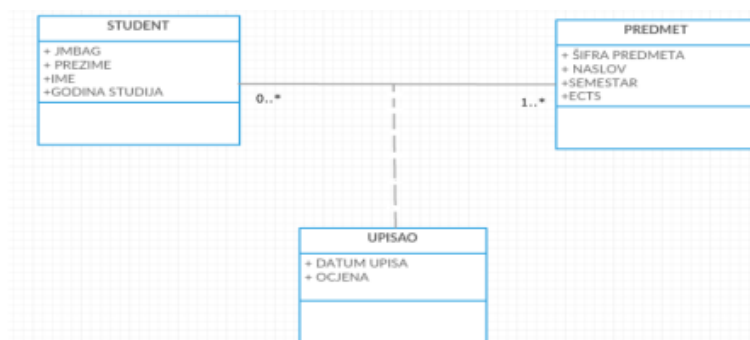 STUDENT
+ JMBAG
+ PREZIME
+IME
+GODINA STUDIJA
0..*
PREDMET
+ ŠIFRA PREDMETA
+ NASLOV
+SEMESTAR
+ECTS
1..*
UPISAO
+ DATUM UPISA
+ OCJENA